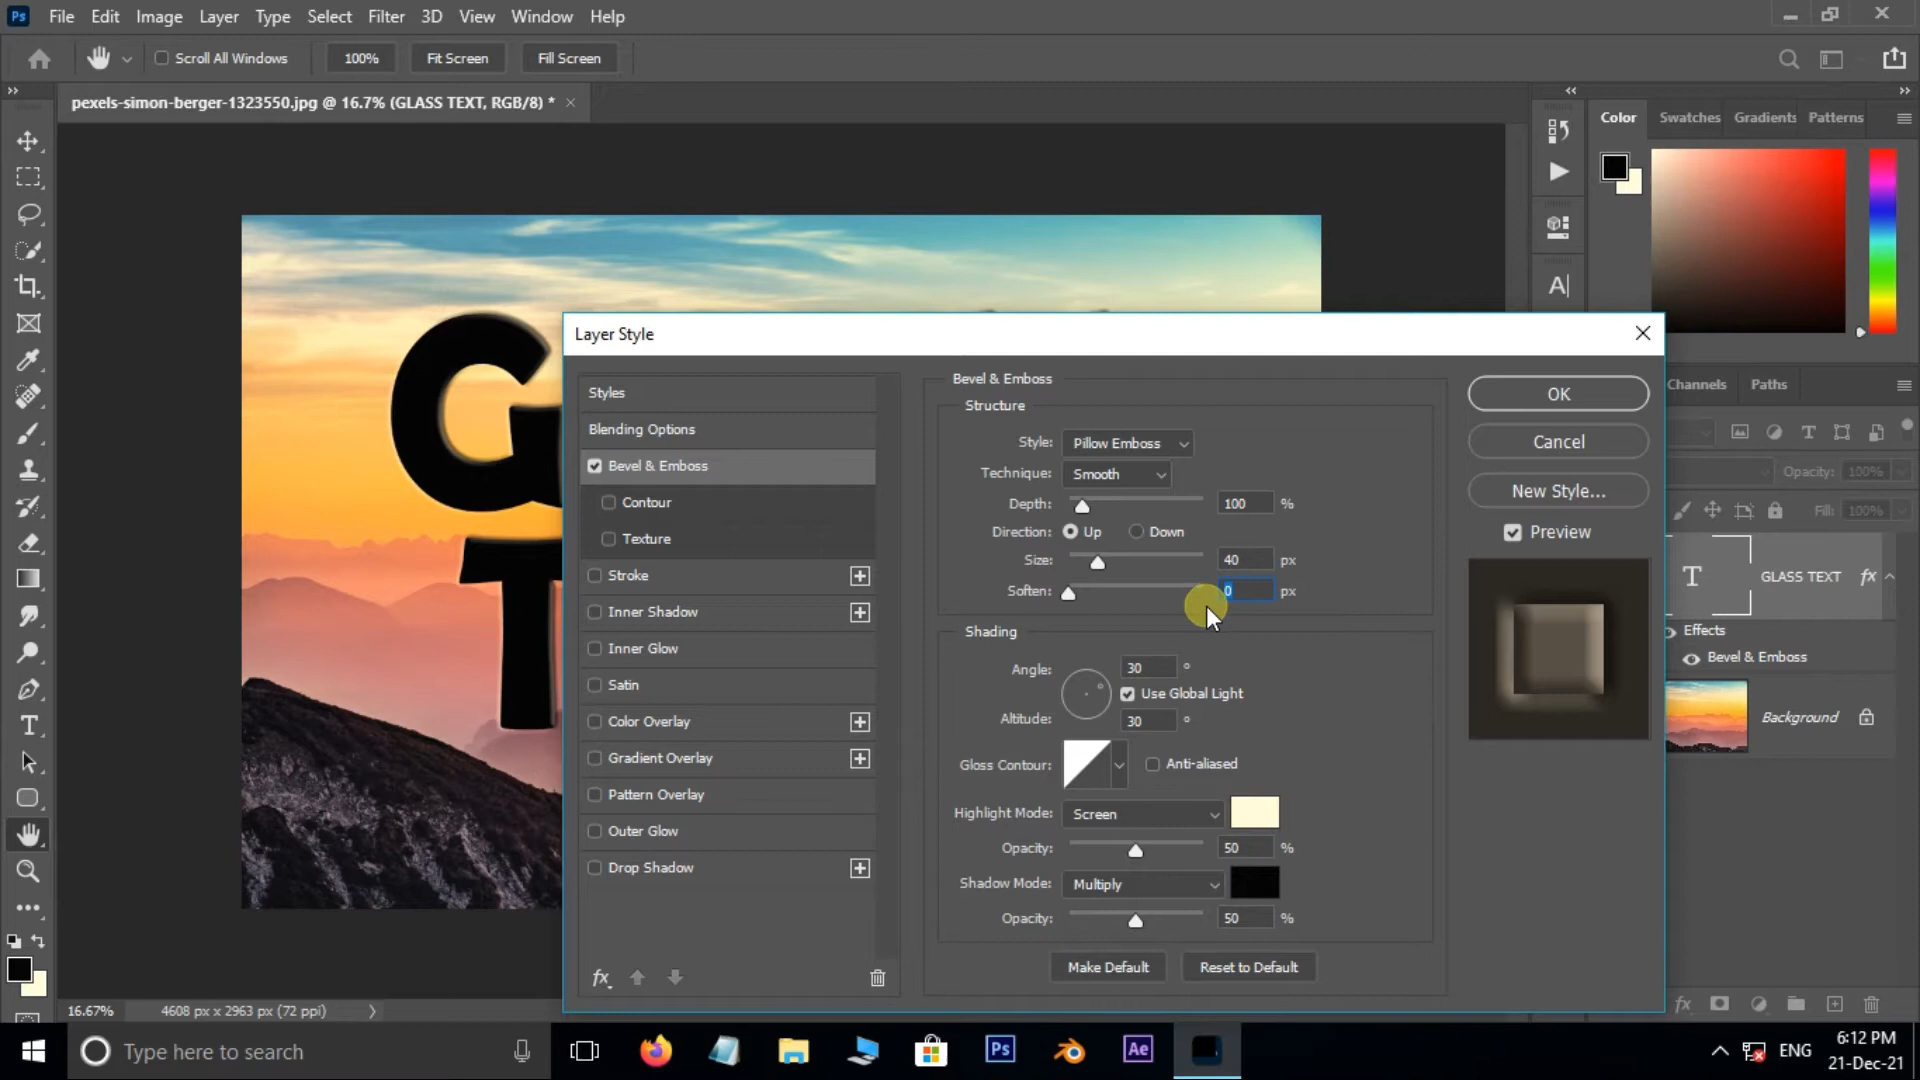 Ps File Edit Image Layer Type Select Filter 3D View Window Help
Scroll All Windows 100% Fit Screen Fill Screen
pexels-simon-berger-1323550.jpg @ 16.7% (GLASS TEXT, RGB/8) * ×
Color Swatches Gradients Patterns
G
T
Layer Style
Styles
Blending Options
Bevel & Emboss
Contour
Texture
Stroke
Inner Shadow
Inner Glow
Satin
Color Overlay
Gradient Overlay
Pattern Overlay
Outer Glow
Drop Shadow
fx
Bevel & Emboss
Structure
Style: Pillow Emboss
Technique: Smooth
Depth: 100 %
Direction: Up Down
Size: 40 px
Soften: 0 px
Shading
Angle: 30 °
Use Global Light
Altitude: 30 °
Gloss Contour: Anti-aliased
Highlight Mode: Screen
Opacity: 50 %
Shadow Mode: Multiply
Opacity: 50 %
Make Default Reset to Default
OK
Cancel
New Style...
Preview
Channels Paths
Opacity: 100%
Fill: 100%
T GLASS TEXT fx
Effects
Bevel & Emboss
Background
fx
16.67% 4608 px x 2963 px (72 ppi)
Type here to search
Ps
Ae
ENG
6:12 PM
21-Dec-21